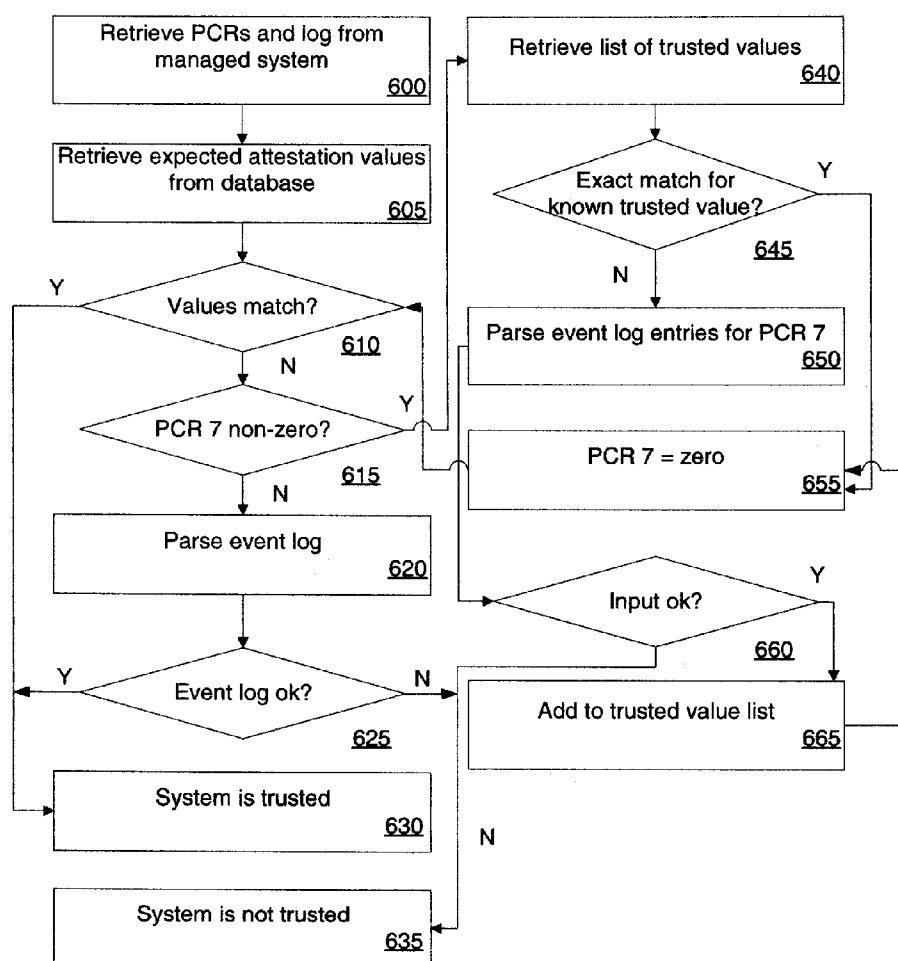 Retrieve PCRs and log from
managed system
600
Retrieve expected attestation values
from database
605
Y
Values match?
610
N
Y
PCR 7 non-zero?
615
N
Parse event log
620
Y
N
Event log ok?
625
System is trusted
630
N
System is not trusted
635
Retrieve list of trusted values
640
Y
Exact match for
known trusted value?
645
N
Parse event log entries for PCR 7
650
PCR 7 = zero
655
Y
Input ok?
660
Add to trusted value list
665